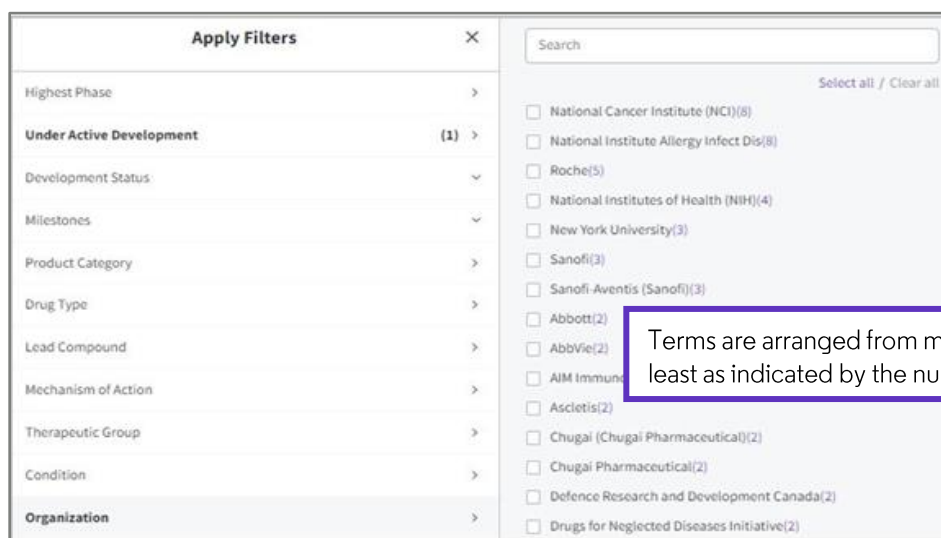 Apply Filters
Highest Phase
Under Active Development (1)
Development Status
Milestones
Product Category
Drug Type
Lead Compound
Mechanism of Action
Therapeutic Group
Condition
Organization
Search
Select all / Clear all
National Cancer Institute (NCI)(8)
National Institute Allergy Infect Dis(8)
Roche(5)
National Institutes of Health (NIH)(4)
New York University(3)
Sanofi(3)
Sanofi-Aventis (Sanofi)(3)
Abbott(2)
AbbVie(2)
AIM Immun
Ascletis(2)
Chugai (Chugai Pharmaceutical)(2)
Chugai Pharmaceutical(2)
Defence Research and Development Canada(2)
Drugs for Neglected Diseases Initiative(2)
Terms are arranged from m
least as indicated by the nu